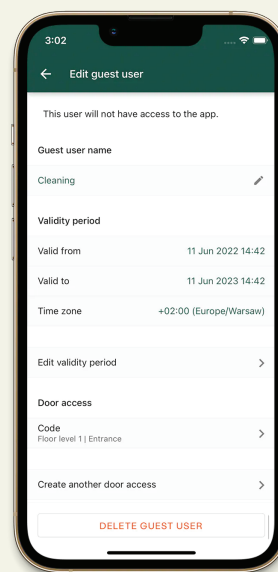 3:02
Edit guest user
This user will not have access to the app.
Guest user name
Cleaning
Validity period
Valid from 11 Jun 2022 14:42
Valid to 11 Jun 2023 14:42
Time zone +02:00 (Europe/Warsaw)
Edit validity period
Door access
Code
Floor level 1 | Entrance
Create another door access
DELETE GUEST USER